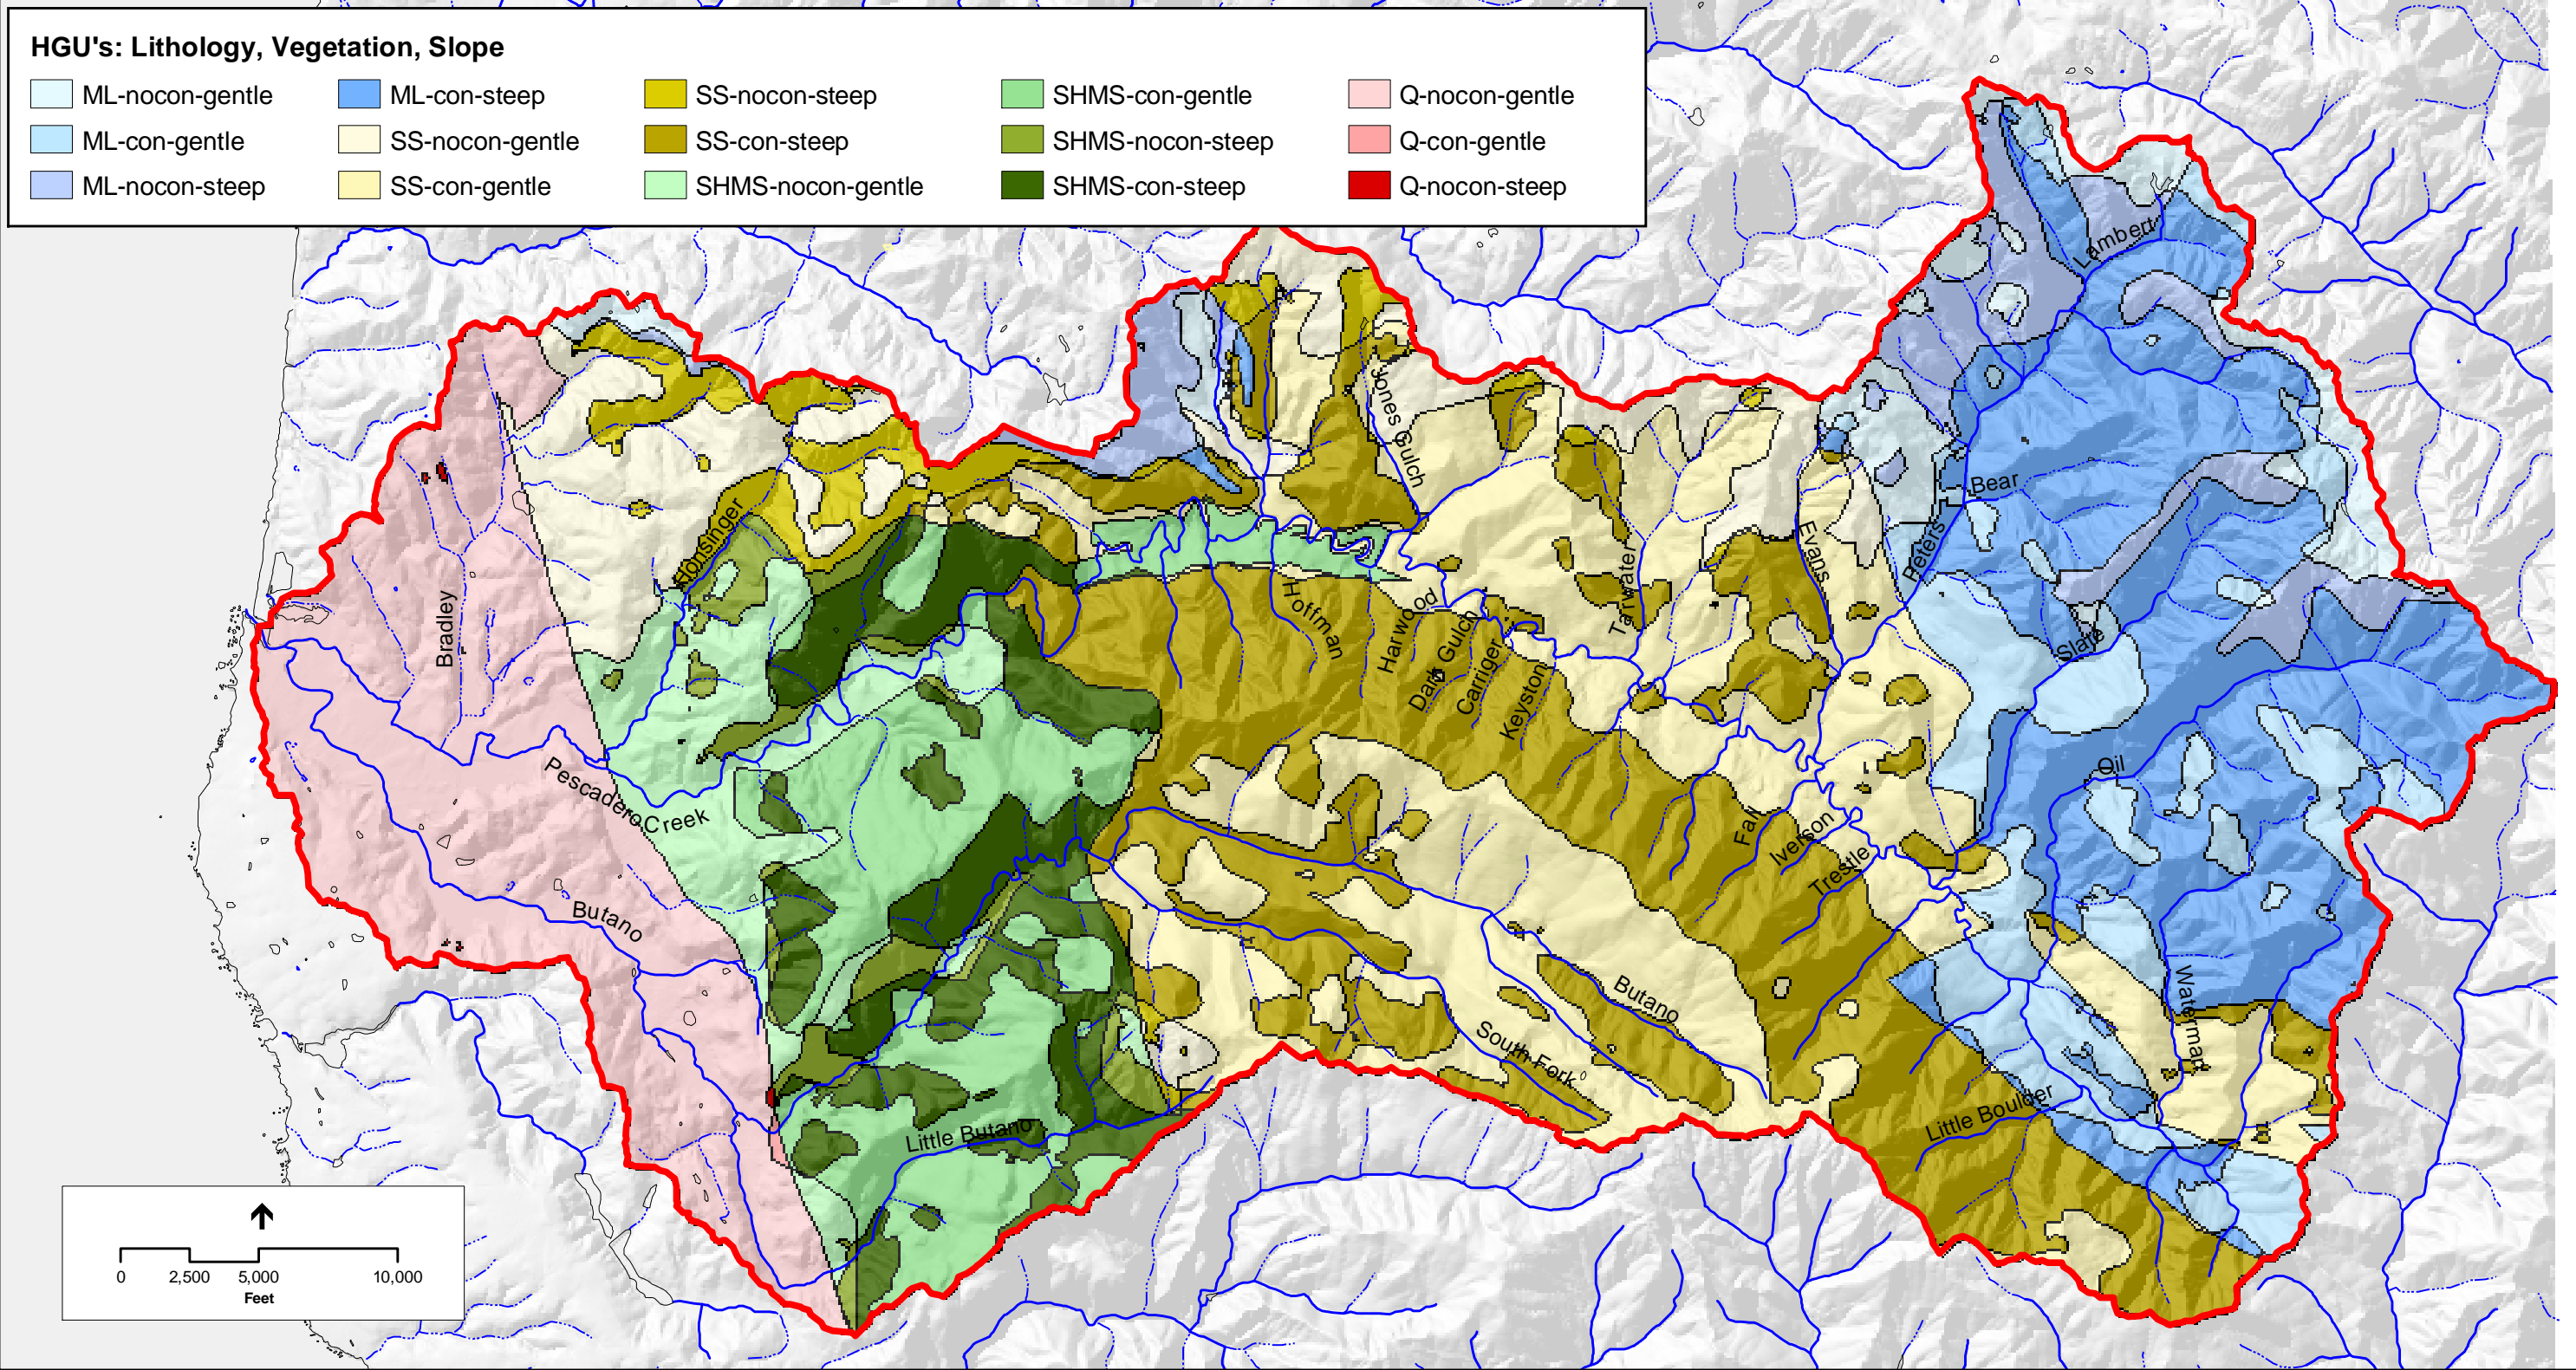 HGU's: Lithology, Vegetation, Slope
ML-nocon-gentle
ML-con-gentle
ML-nocon-steep
ML-con-steep
SS-nocon-gentle
SS-con-gentle
SS-nocon-steep
SS-con-steep
SHMS-nocon-gentle
SHMS-con-gentle
SHMS-nocon-steep
SHMS-con-steep
Q-nocon-gentle
Q-con-gentle
Q-nocon-steep
Lambert
Jones Gulch
Bear
Peters
Evans
Honsinger
Tarwater
Hoffman
Harwood
Dark Gulch
Carriger
Keyston
Bradley
Slate
Oil
Pescadero Creek
Fall
Iverson
Trestle
Butano
Waterman
Butano
South Fork
Little Boulder
Little Butano
0 2,500 5,000 10,000
Feet